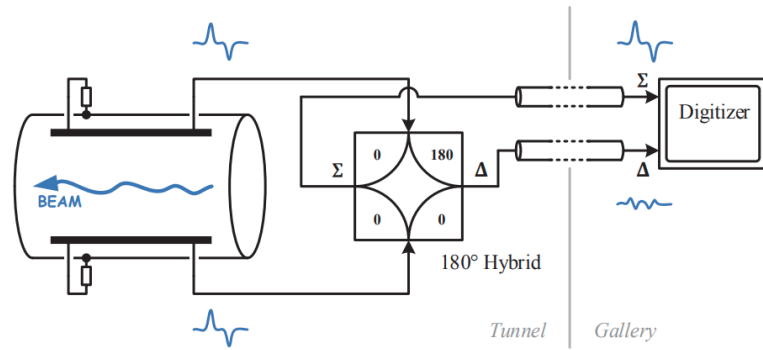 Σ
Digitizer
Δ
BEAM
0
180
Σ
Δ
0
0
180° Hybrid
Tunnel
Gallery